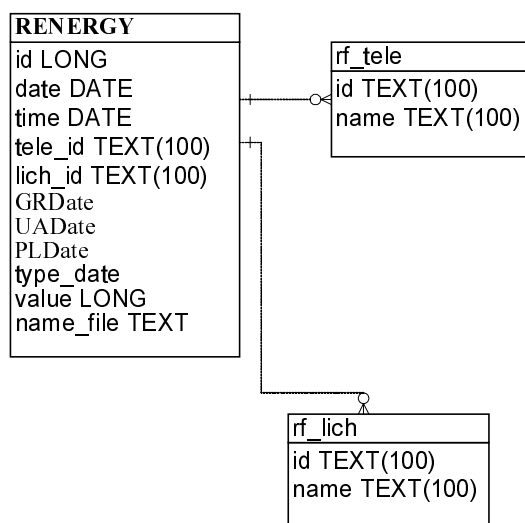 RENERGY
id LONG
date DATE
time DATE
tele_id TEXT(100)
lich_id TEXT(100)
GRDate
UADate
PLDate
type_date
value LONG
name_file TEXT
rf_tele
id TEXT(100)
name TEXT(100)
rf_lich
id TEXT(100)
name TEXT(100)